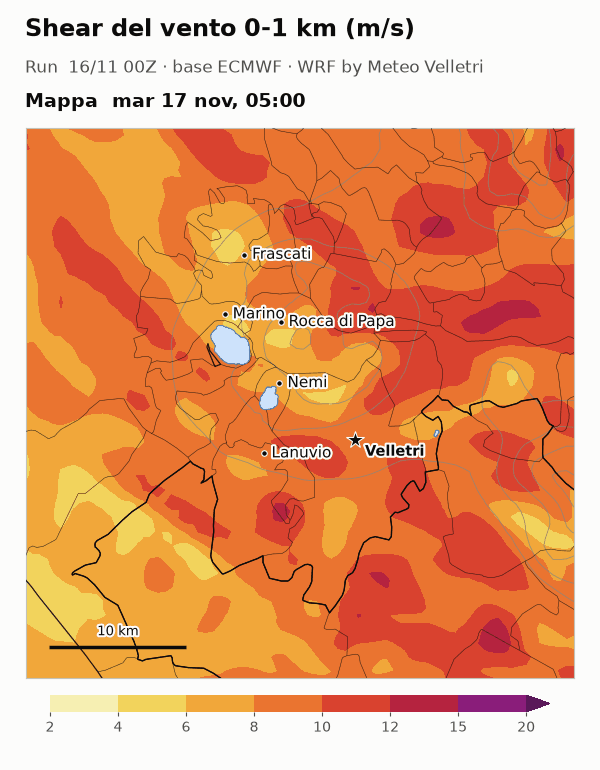 Shear del vento 0-1 km (m/s)
Run  16/11 00Z · base ECMWF · WRF by Meteo Velletri
Mappa  mar 17 nov, 05:00
Frascati
Marino
Rocca di Papa
Nemi
Velletri
Lanuvio
10 km
2 4 6 8 10 12 15 20